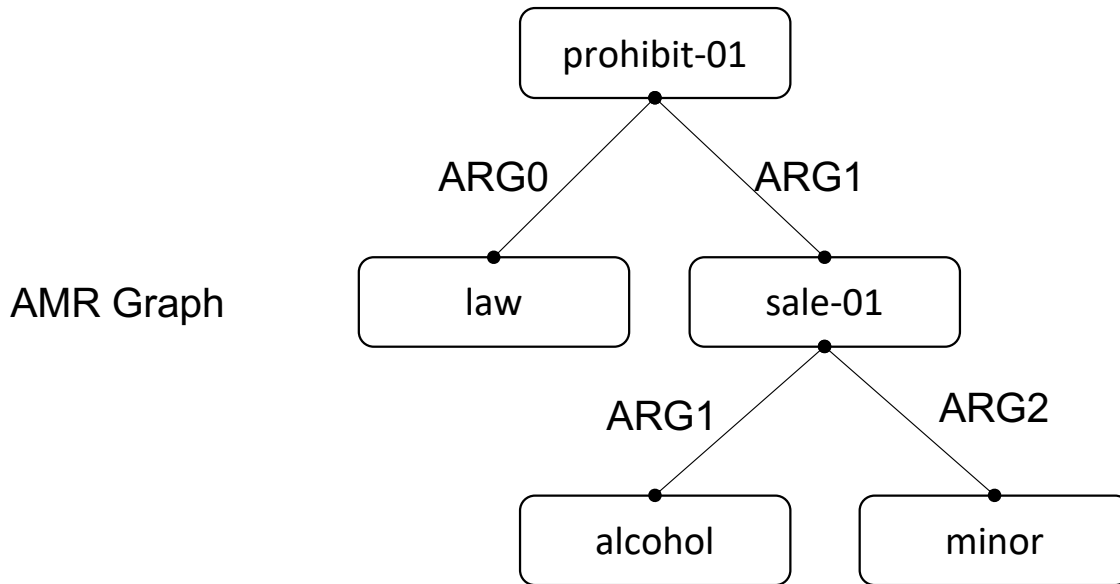 prohibit-01
ARG0
ARG1
AMR Graph
law
sale-01
ARG1
ARG2
alcohol
minor